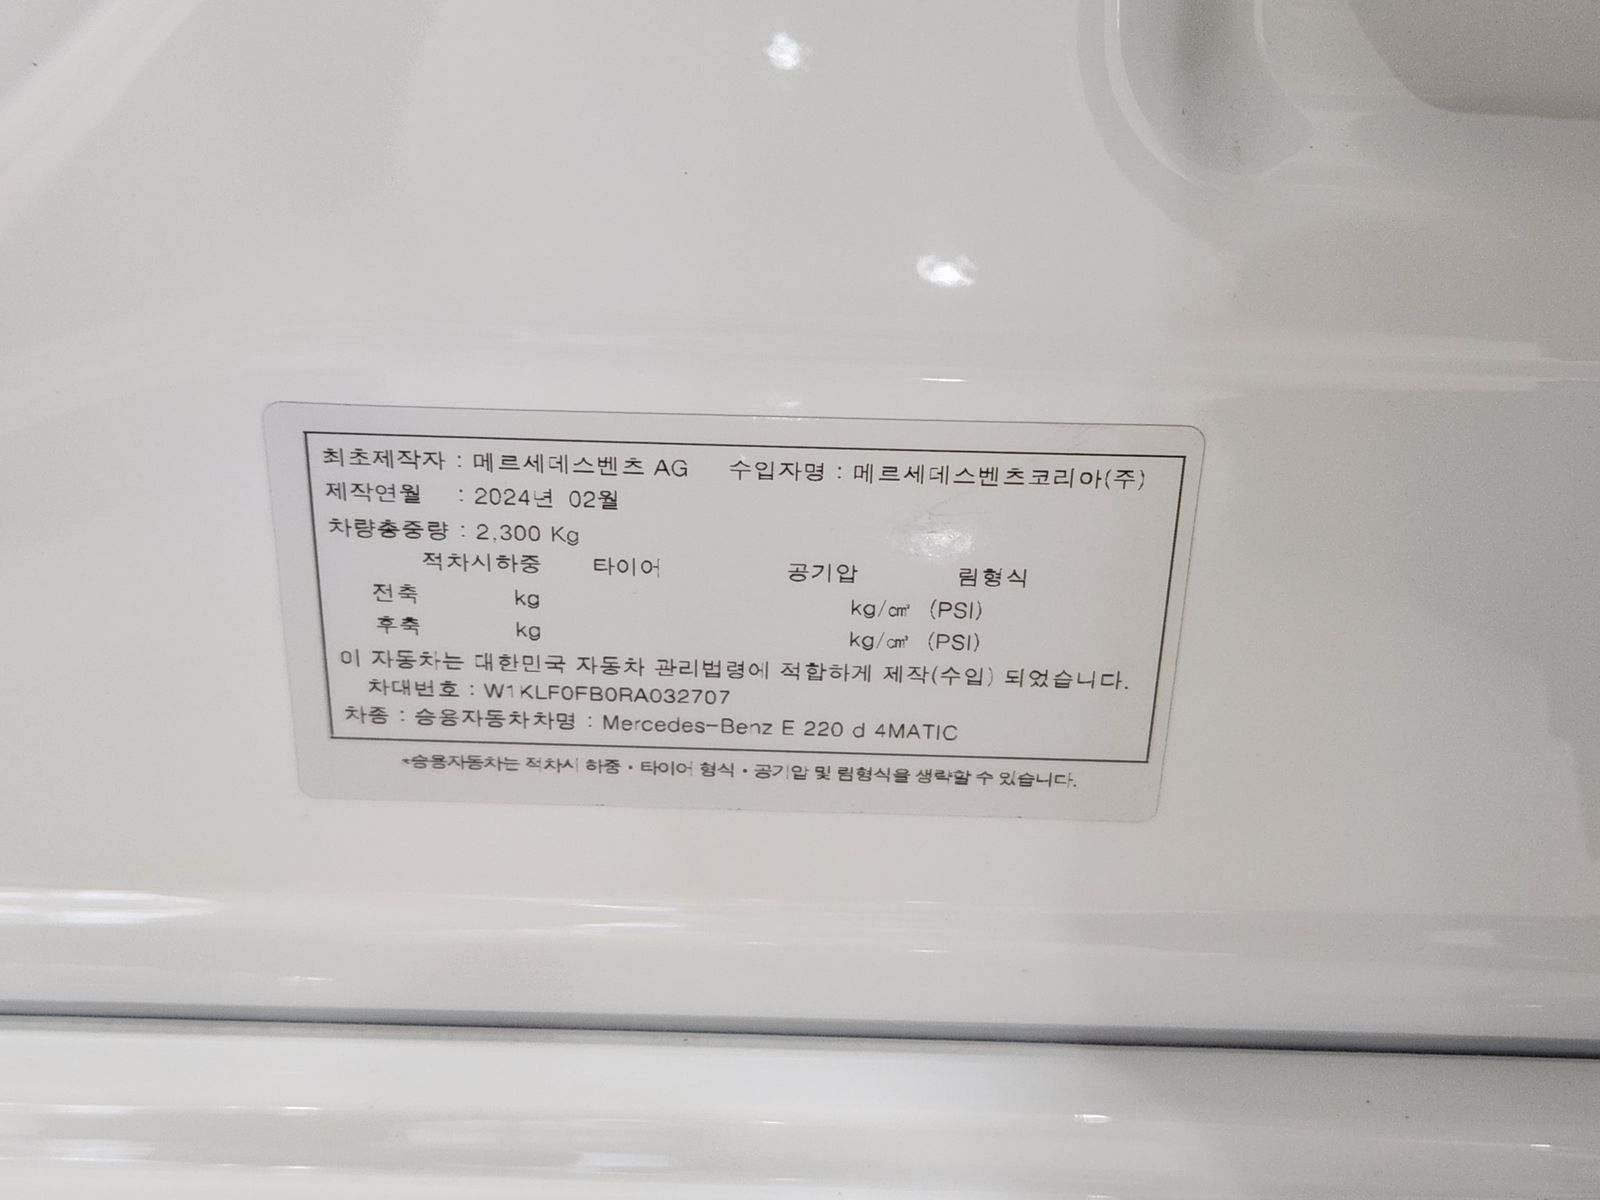 최초제작자 : 메르세데스벤츠 AG 수입자명 : 메르세데스벤츠코리아(주)
제작연월 : 2024년 02월
차량총중량 : 2,300 Kg
적차시하중 타이어 공기압 림형식
전축 kg kg/㎠ (PSI)
후축 kg kg/㎠ (PSI)
이 자동차는 대한민국 자동차 관리법령에 적합하게 제작(수입) 되었습니다.
차대번호 : W1KLF0FB0RA032707
차종 : 승용자동차차명 : Mercedes-Benz E 220 d 4MATIC
*승용자동차는 적차시 하중・타이어 형식・공기압 및 림형식을 생략할 수 있습니다.